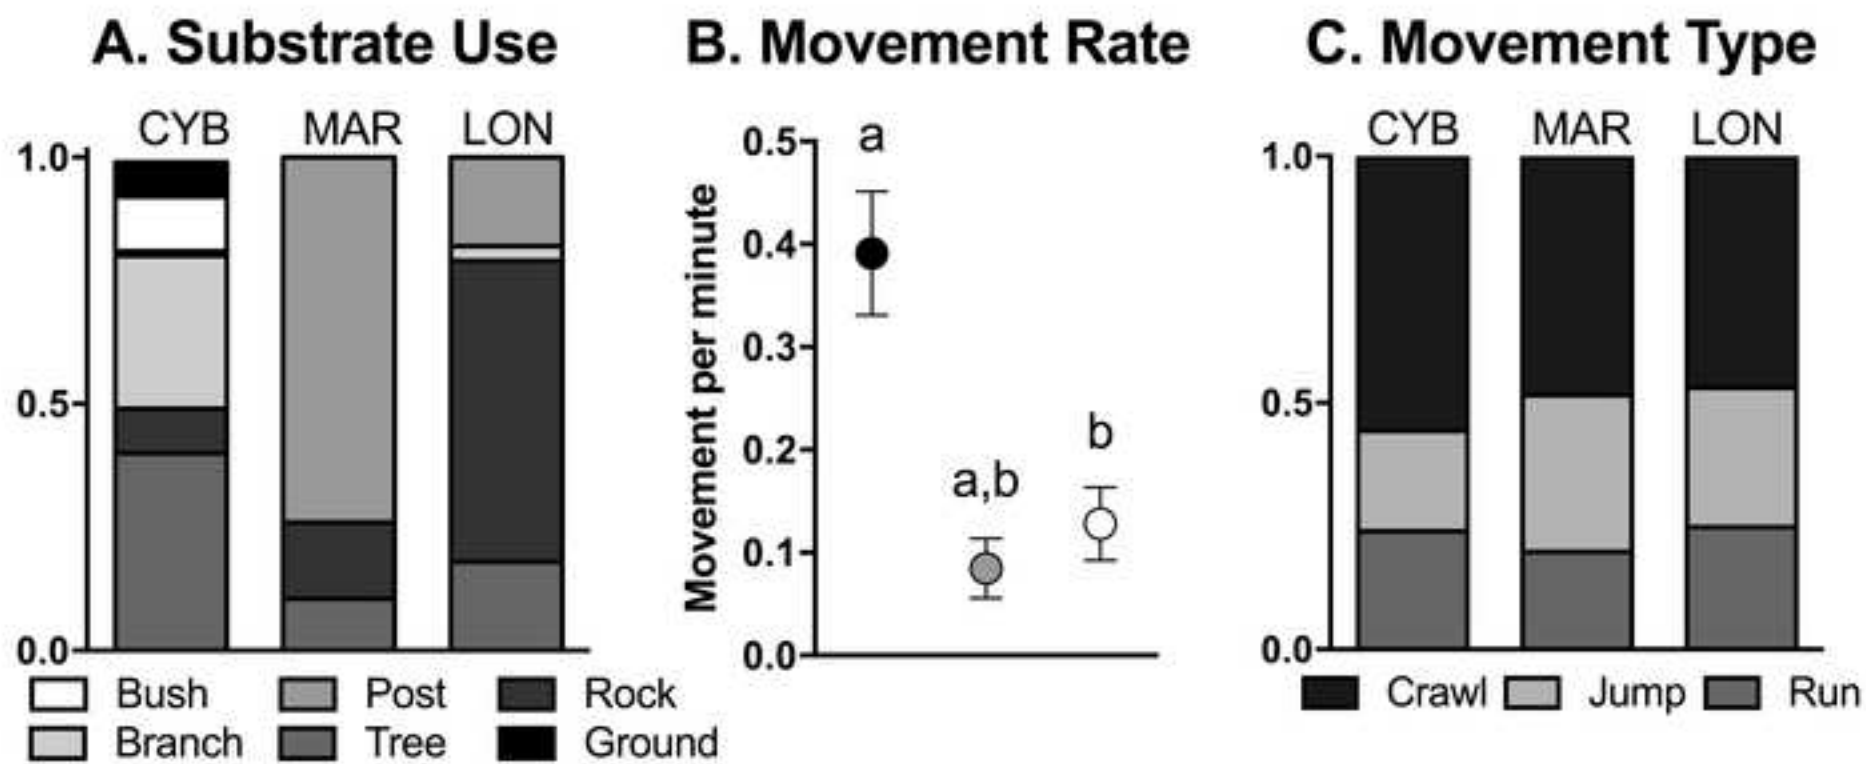 A. Substrate Use
CYB MAR LON
1.0
0.5
0.0
Bush Post Rock
Branch Tree Ground
B. Movement Rate
Movement per minute
0.5
0.4
0.3
0.2
0.1
0.0
a
a,b
b
C. Movement Type
CYB MAR LON
1.0
0.5
0.0
Crawl Jump Run